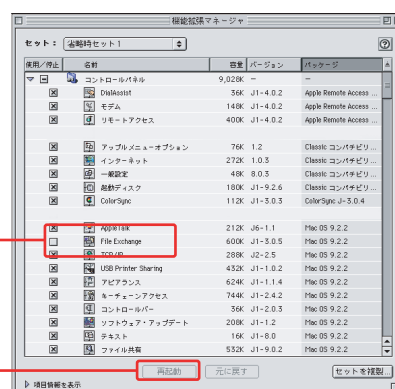 機能拡張マネージャ
セット： 省略時セット1
使用／停止 名前 容量 バージョン パッケージ
コントロールパネル 9,028K − −
DialAssist 36K J1-4.0.2 Apple Remote Access ...
モデム 148K J1-4.0.2 Apple Remote Access ...
リモートアクセス 400K J1-4.0.2 Apple Remote Access ...
アップルメニューオプション 76K 1.2 Classic コンパチビリ...
インターネット 272K 1.0.3 Classic コンパチビリ...
一般設定 48K 8.0.3 Classic コンパチビリ...
起動ディスク 180K J1-9.2.6 Classic コンパチビリ...
ColorSync 112K J1-3.0.3 ColorSync J-3.0.4
AppleTalk 212K J6-1.1 Mac OS 9.2.2
File Exchange 600K J1-3.0.5 Mac OS 9.2.2
TCP/IP 288K J2-2.5 Mac OS 9.2.2
USB Printer Sharing 432K J1-1.0.2 Mac OS 9.2.2
アピアランス 624K J1-1.1.4 Mac OS 9.2.2
キーチェーンアクセス 744K J1-2.4.2 Mac OS 9.2.2
コントロールバー 36K J1-2.0.3 Mac OS 9.2.2
ソフトウェア・アップデート 208K J1-1.2 Mac OS 9.2.2
テキスト 16K J1-8.0 Mac OS 9.2.2
ファイル共有 532K J1-9.0.2 Mac OS 9.2.2
再起動 元に戻す セットを複製...
項目情報を表示